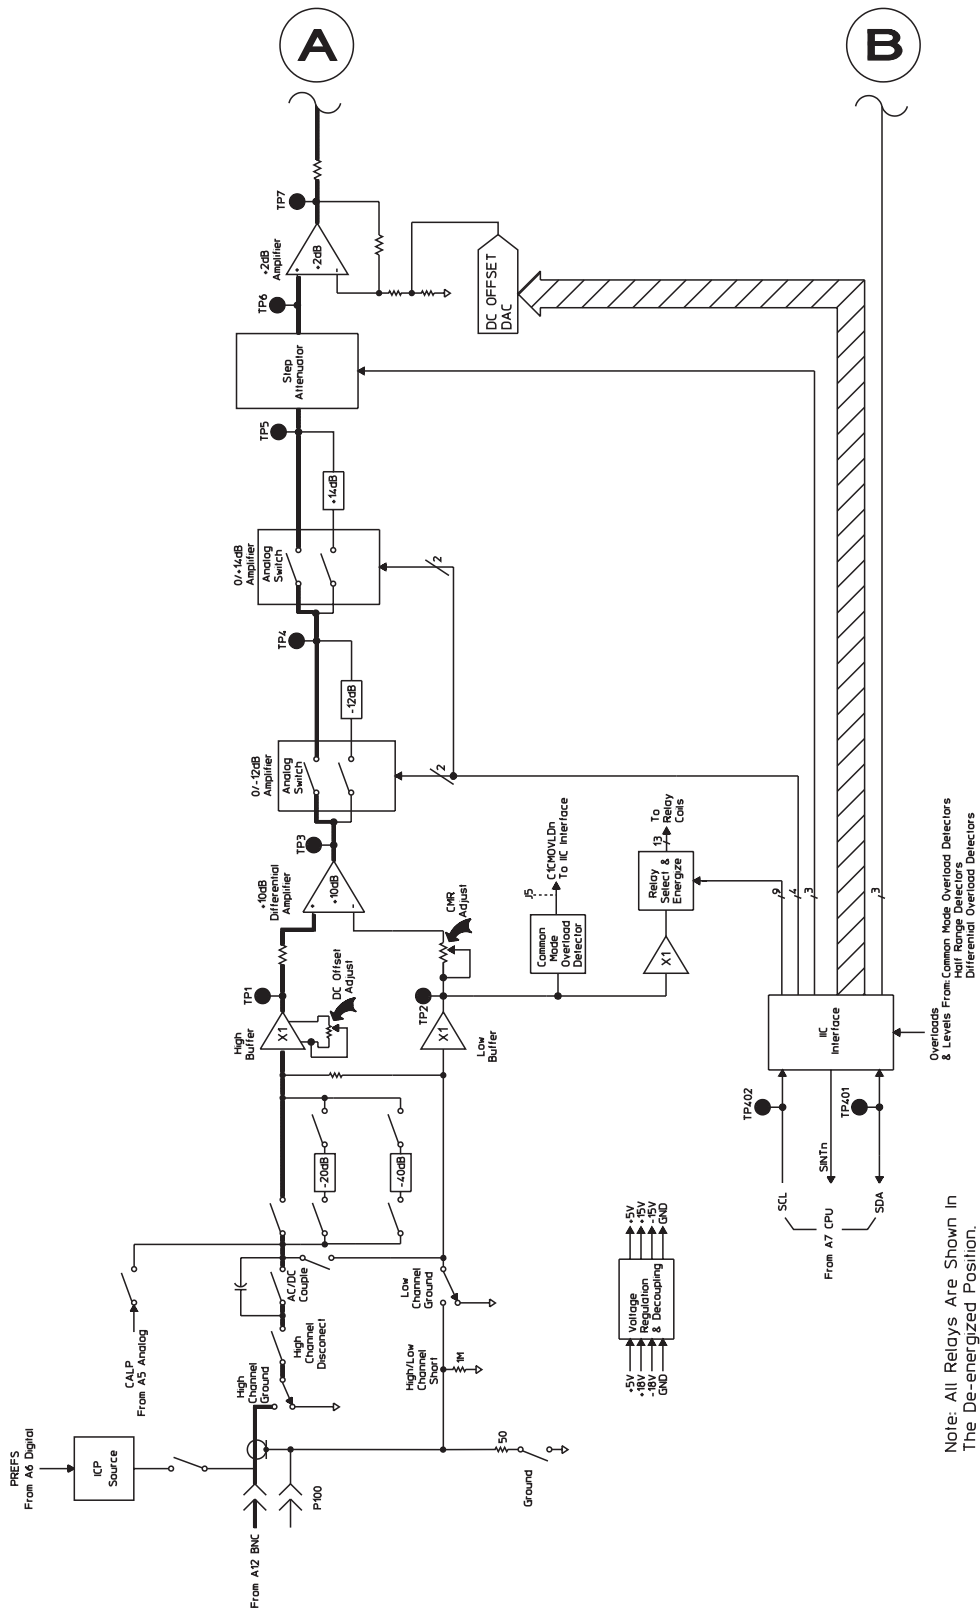 PREFS
From A6 Digital
ICP
Source
From A12 BNC
P100
CALP
From A5 Analog
High
Channel
Ground
High
Channel
Disconect
AC/DC
Couple
High/Low
Channel
Short
1M
Low
Channel
Ground
50
Ground
-20dB
-40dB
High
Buffer
X1
TP1
DC Offset
Adjust
Low
Buffer
X1
TP2
CMR
Adjust
+10dB
Differential
Amplifier
+
+10dB
-
TP3
0/-12dB
Amplifier
Analog
Switch
-12dB
2
TP4
0/+14dB
Amplifier
Analog
Switch
+14dB
2
TP5
Step
Attenuator
TP6
+2dB
Amplifier
+
+2dB
-
TP7
A
DC OFFSET
DAC
Common
Mode
Overload
Detector
J5
C1CMOVLDn
To IIC Interface
X1
Relay
Select &
Energize
13
To
Relay
Coils
+5V
+18V
-18V
GND
Voltage
Regulation
& Decoupling
+5V
+15V
-15V
GND
From A7 CPU
SCL
SINTn
SDA
TP402
TP401
IIC
Interface
9
4
3
3
B
Overloads
& Levels From:Common Mode Overload Detectors
Half Range Detectors
Differential Overload Detectors
Note: All Relays Are Shown In
The De-energized Position.